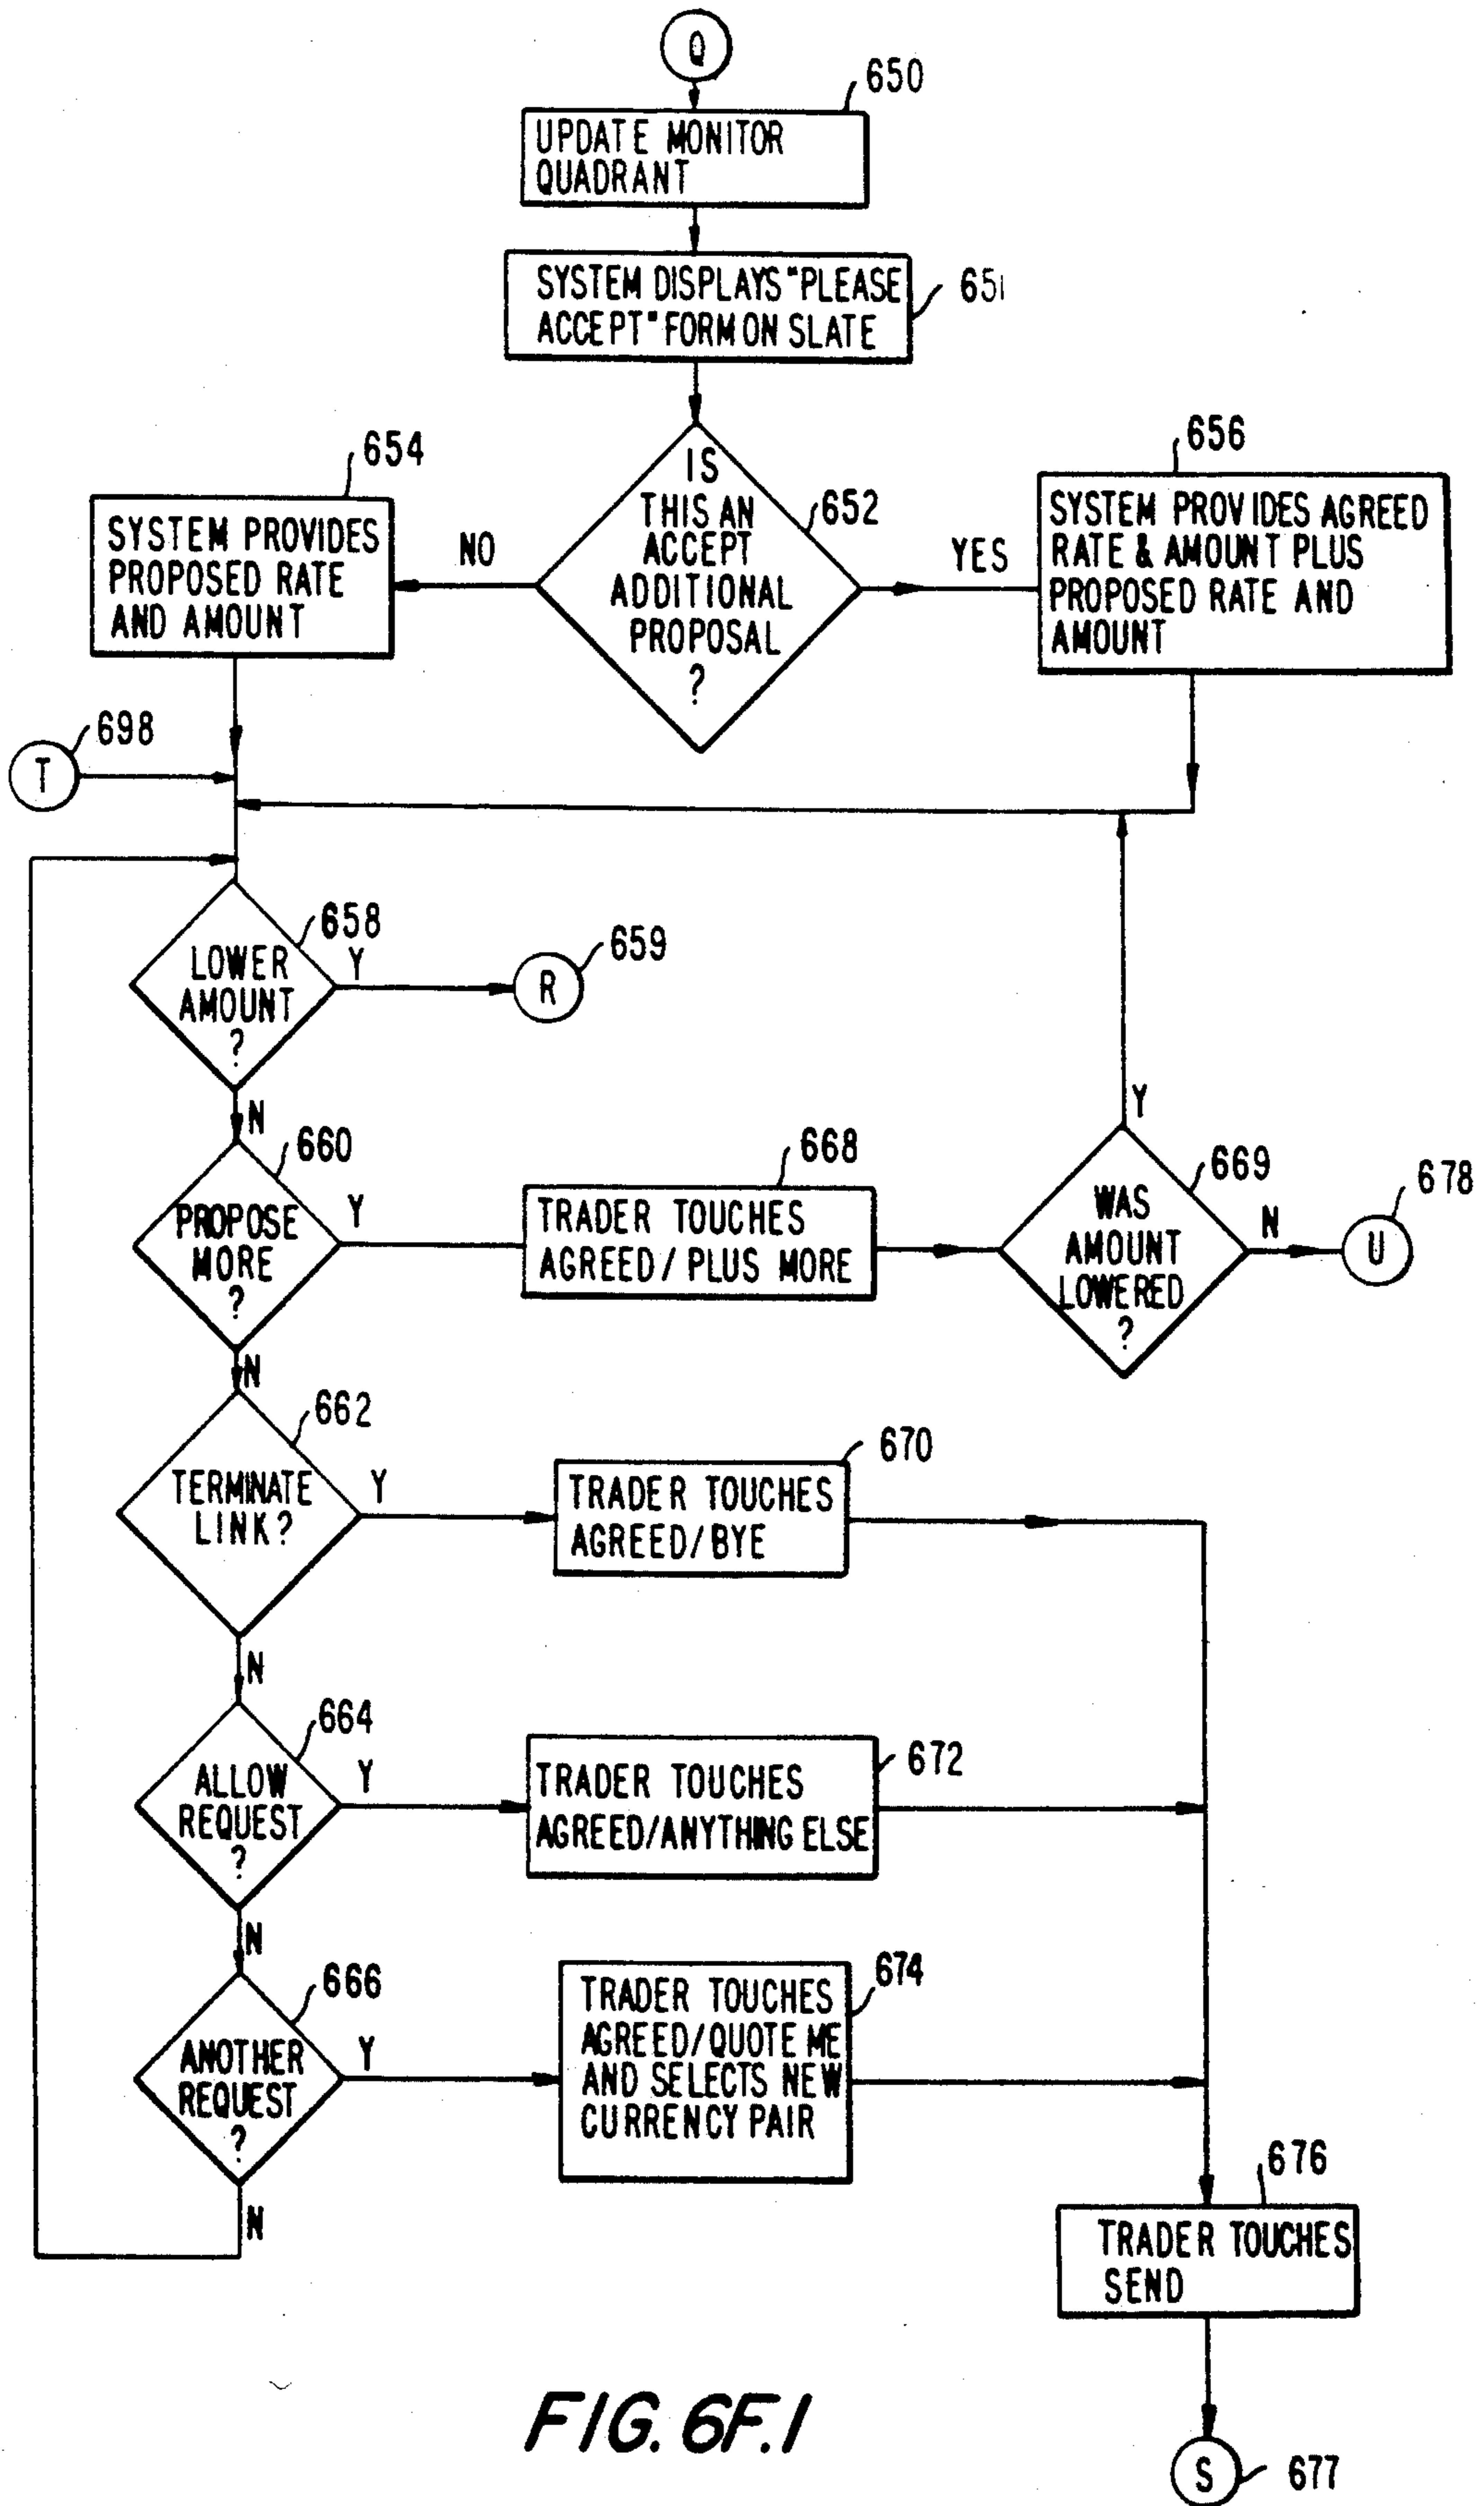 Q
650
UPDATE MONITOR
QUADRANT
SYSTEM DISPLAYS "PLEASE
ACCEPT" FORM ON SLATE
651
654
SYSTEM PROVIDES
PROPOSED RATE
AND AMOUNT
NO
IS
THIS AN
ACCEPT
ADDITIONAL
PROPOSAL
?
652
YES
656
SYSTEM PROVIDES AGREED
RATE & AMOUNT PLUS
PROPOSED RATE AND
AMOUNT
T
698
LOWER
AMOUNT
?
658
Y
R
659
N
PROPOSE
MORE
?
660
Y
668
TRADER TOUCHES
AGREED/ PLUS MORE
Y
WAS
AMOUNT
LOWERED
?
669
N
U
678
N
TERMINATE
LINK?
662
Y
670
TRADER TOUCHES
AGREED/BYE
N
ALLOW
REQUEST
?
664
Y
672
TRADER TOUCHES
AGREED/ANYTHING ELSE
N
ANOTHER
REQUEST
?
666
Y
674
TRADER TOUCHES
AGREED/QUOTE ME
AND SELECTS NEW
CURRENCY PAIR
N
676
TRADER TOUCHES
SEND
S
677
FIG. 6F.1